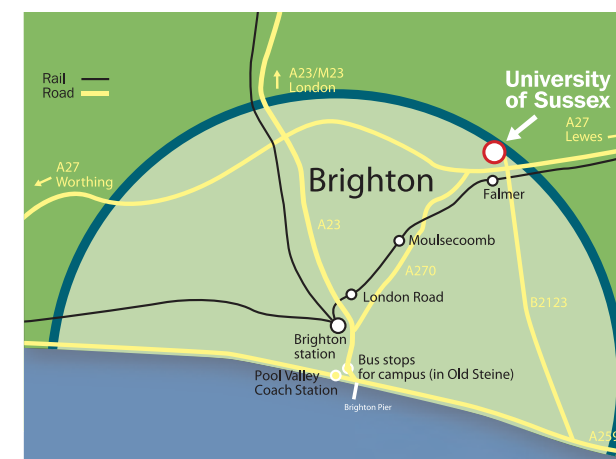 Rail
Road
A23/M23
London
University
of Sussex
A27
Lewes
A27
Worthing
Brighton
Falmer
A23
Moulsecoomb
A270
London Road
B2123
Brighton
station
Bus stops
for campus (in Old Steine)
Pool Valley
Coach Station
Brighton Pier
A259